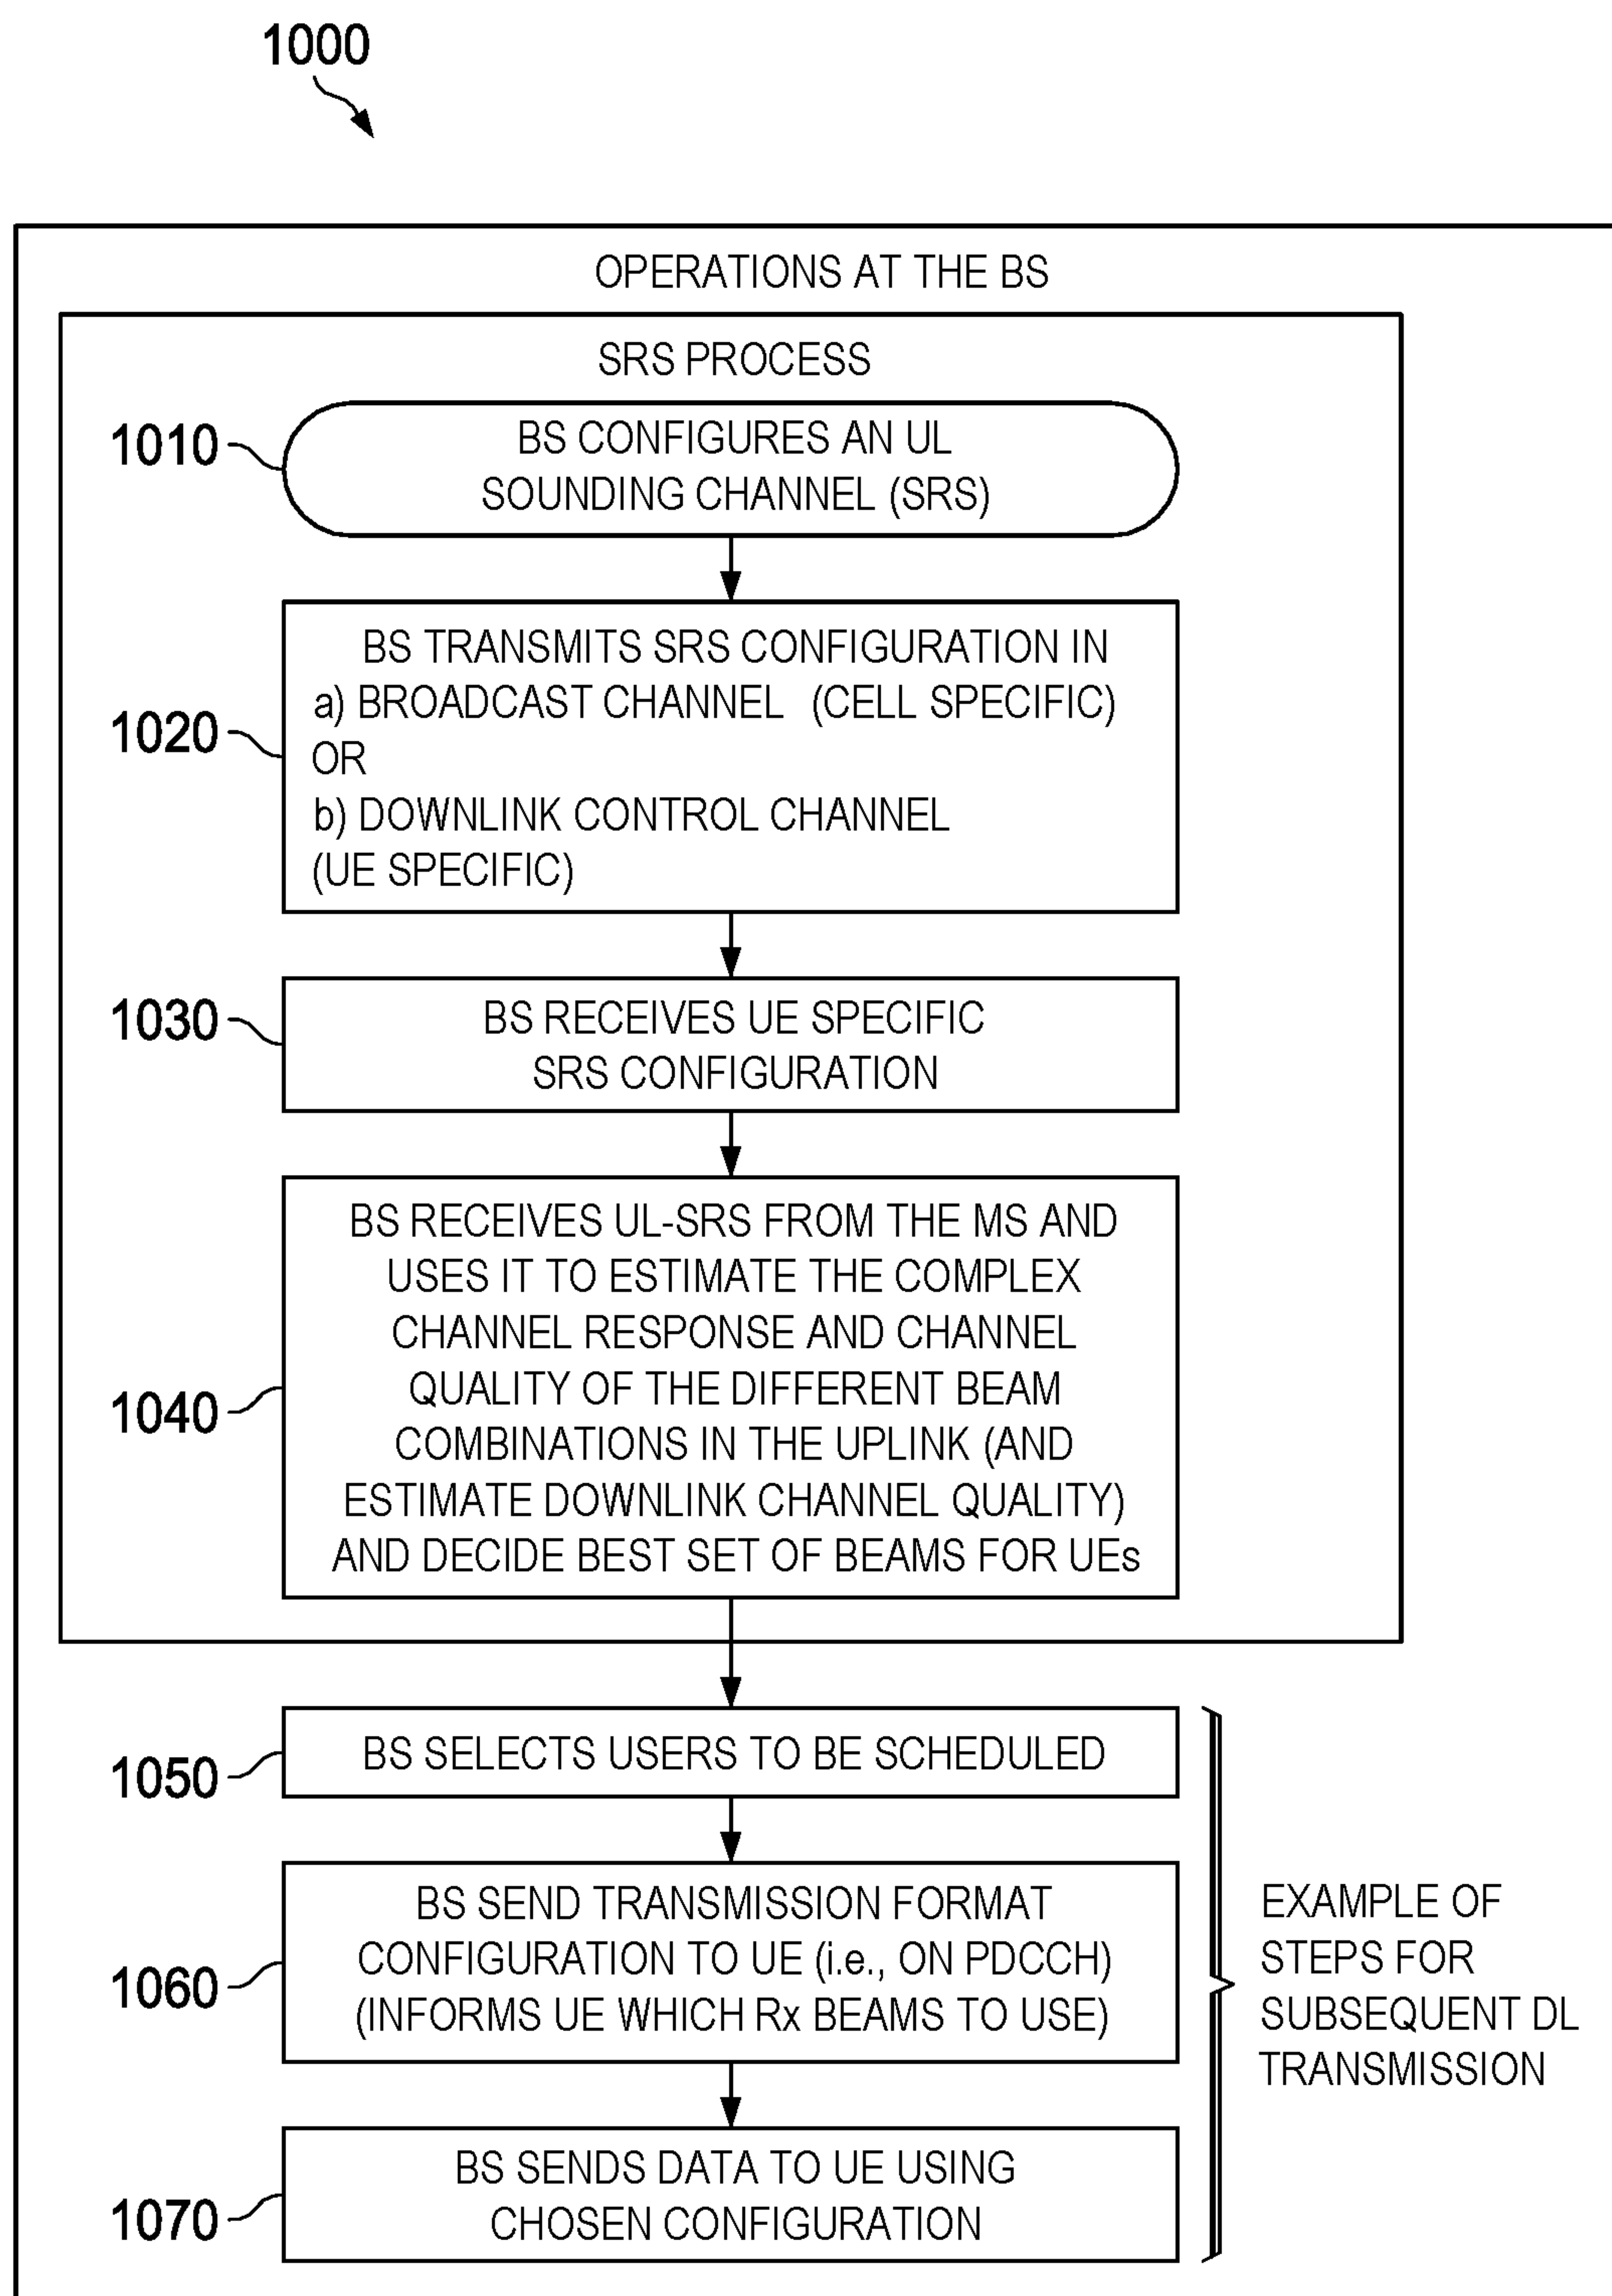 1000
OPERATIONS AT THE BS
SRS PROCESS
1010
BS CONFIGURES AN UL
SOUNDING CHANNEL (SRS)
1020
BS TRANSMITS SRS CONFIGURATION IN
a) BROADCAST CHANNEL (CELL SPECIFIC)
OR
b) DOWNLINK CONTROL CHANNEL
(UE SPECIFIC)
1030
BS RECEIVES UE SPECIFIC
SRS CONFIGURATION
1040
BS RECEIVES UL-SRS FROM THE MS AND
USES IT TO ESTIMATE THE COMPLEX
CHANNEL RESPONSE AND CHANNEL
QUALITY OF THE DIFFERENT BEAM
COMBINATIONS IN THE UPLINK (AND
ESTIMATE DOWNLINK CHANNEL QUALITY)
AND DECIDE BEST SET OF BEAMS FOR UEs
1050
BS SELECTS USERS TO BE SCHEDULED
1060
BS SEND TRANSMISSION FORMAT
CONFIGURATION TO UE (i.e., ON PDCCH)
(INFORMS UE WHICH Rx BEAMS TO USE)
1070
BS SENDS DATA TO UE USING
CHOSEN CONFIGURATION
EXAMPLE OF
STEPS FOR
SUBSEQUENT DL
TRANSMISSION